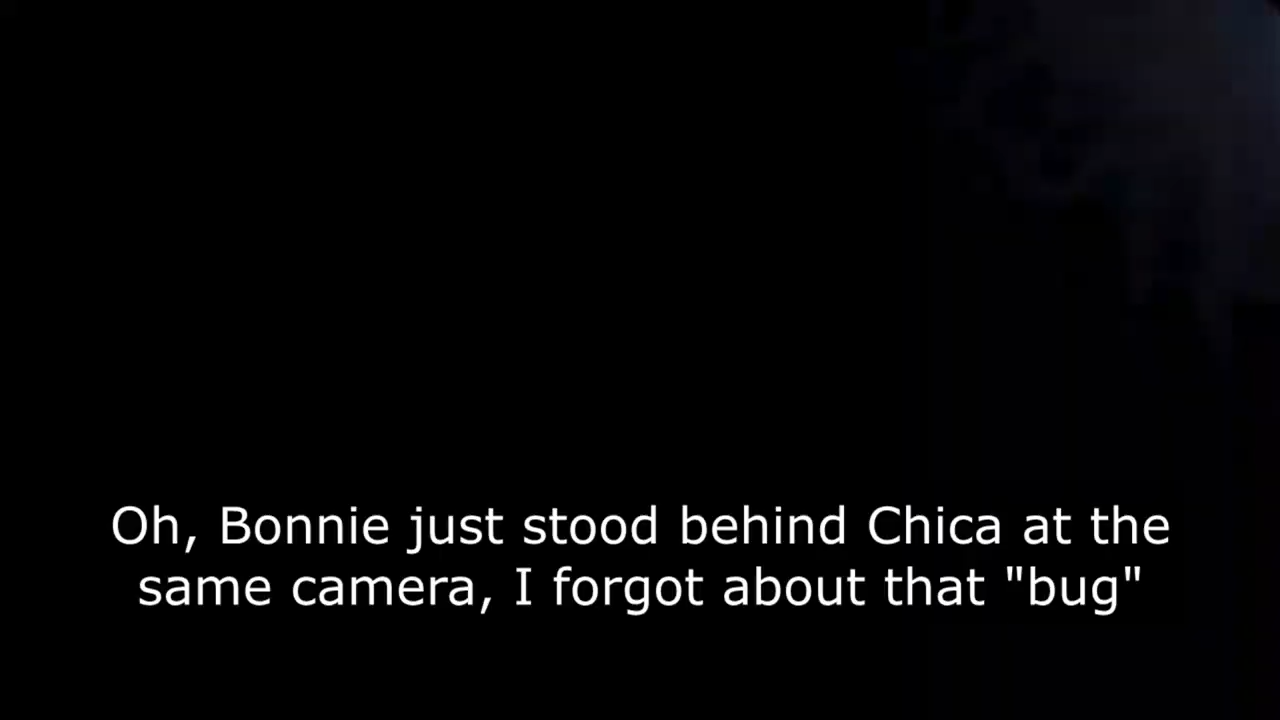 Oh, Bonnie just stood behind Chica at the
same camera, I forgot about that "bug"